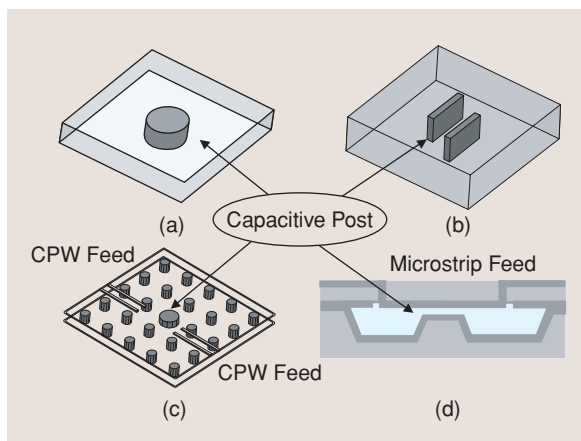 (a)
(b)
Capacitive Post
CPW Feed
Microstrip Feed
CPW Feed
(c)
(d)